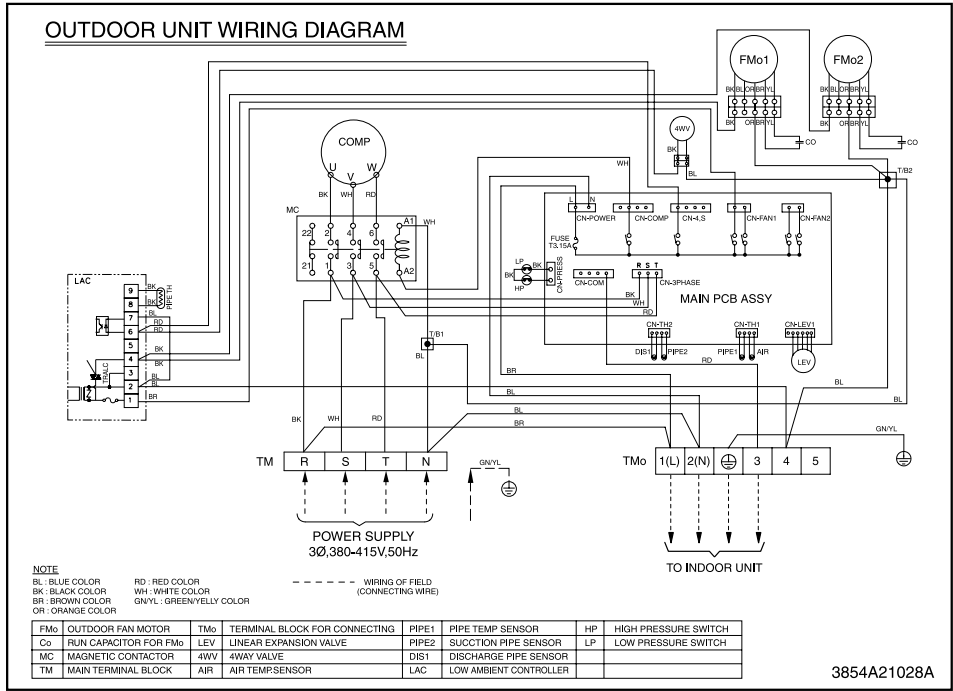 OUTDOOR UNIT WIRING DIAGRAM
FMo1 FMo2
BK BL OR BR YL BK BL OR BR YL
BK OR BR YL BK OR BR YL
CO CO
4WV
BK
BL
T/B2
COMP
U V W
BK WH RD
MC
22 2 4 6 A1 WH
21 1 3 5 A2
WH
L N
CN-POWER CN-COMP CN-4,S CN-FAN1 CN-FAN2
FUSE
T3.15A
LP
BK BK
HP
CN-PRESS
CN-COM
R S T
CN-3PHASE
BK
WH
RD
MAIN PCB ASSY
CN-TH2 CN-TH1 CN-LEV1
DIS1 PIPE2 PIPE1 AIR LEV
RD
LAC
9 BK
8 BK
PIPE TH
7 BL
RD
6 RD
5
BK
4
BK
3
TRALC
BL
2 BL
1 BR
T/B1
BL
BR
BL
BL
BL
BL
BR
BK WH RD
GN/YL
TM R S T N
GN/YL
TMo 1(L) 2(N) 3 4 5
POWER SUPPLY
3Ø,380-415V,50Hz
TO INDOOR UNIT
NOTE
BL : BLUE COLOR RD : RED COLOR WIRING OF FIELD
BK : BLACK COLOR WH : WHITE COLOR (CONNECTING WIRE)
BR : BROWN COLOR GN/YL : GREEN/YELLY COLOR
OR : ORANGE COLOR
FMo OUTDOOR FAN MOTOR TMo TERMINAL BLOCK FOR CONNECTING PIPE1 PIPE TEMP SENSOR HP HIGH PRESSURE SWITCH
Co RUN CAPACITOR FOR FMo LEV LINEAR EXPANSION VALVE PIPE2 SUCCTION PIPE SENSOR LP LOW PRESSURE SWITCH
MC MAGNETIC CONTACTOR 4WV 4WAY VALVE DIS1 DISCHARGE PIPE SENSOR
TM MAIN TERMINAL BLOCK AIR AIR TEMP.SENSOR LAC LOW AMBIENT CONTROLLER
3854A21028A